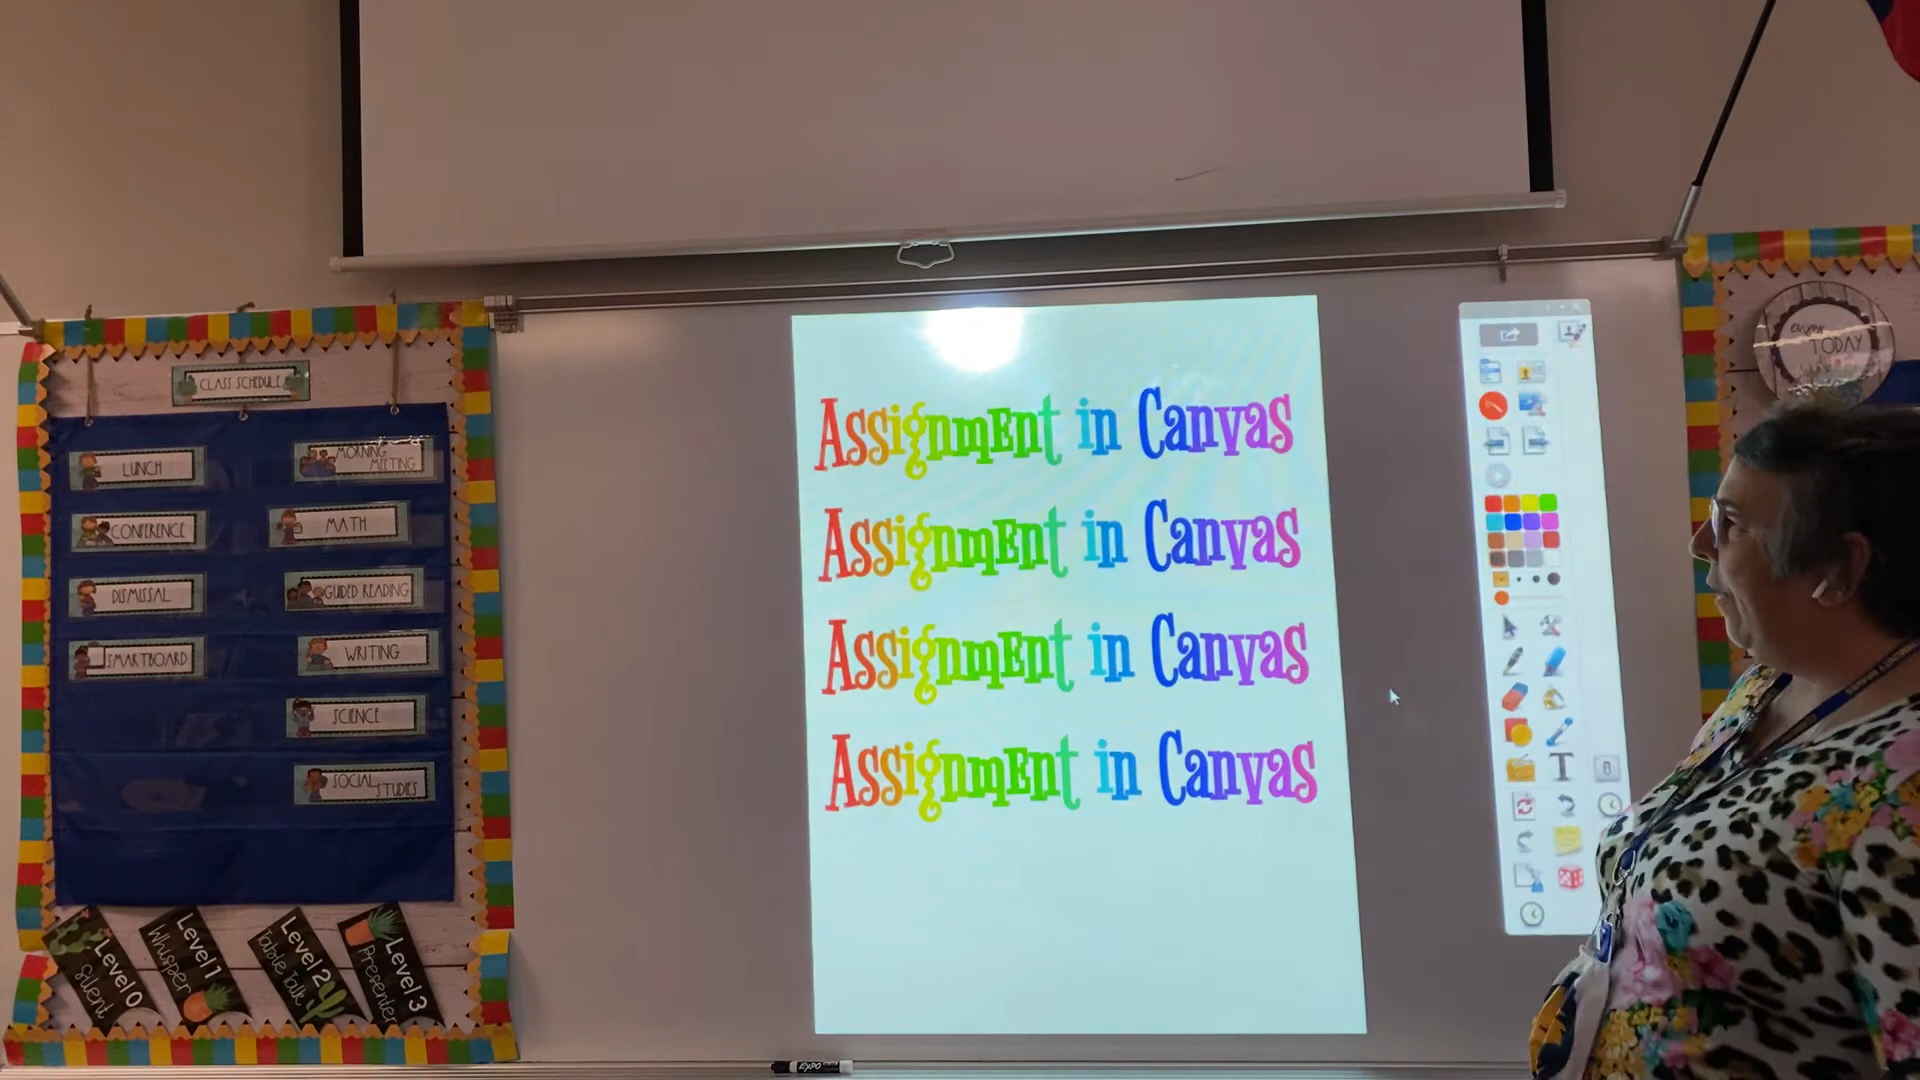 CLASS SCHEDULE
LUNCH
CONFERENCE
DISMISSAL
SMARTBOARD
MORNING
MEETING
MATH
GUIDED READING
WRITING
SCIENCE
SOCIAL
STUDIES
Level 0
Silent
Level 1
Whisper
Level 2
Table Talk
Level 3
Presenter
Assignment in Canvas
Assignment in Canvas
Assignment in Canvas
Assignment in Canvas
EXPO
T
enjoy
TODAY